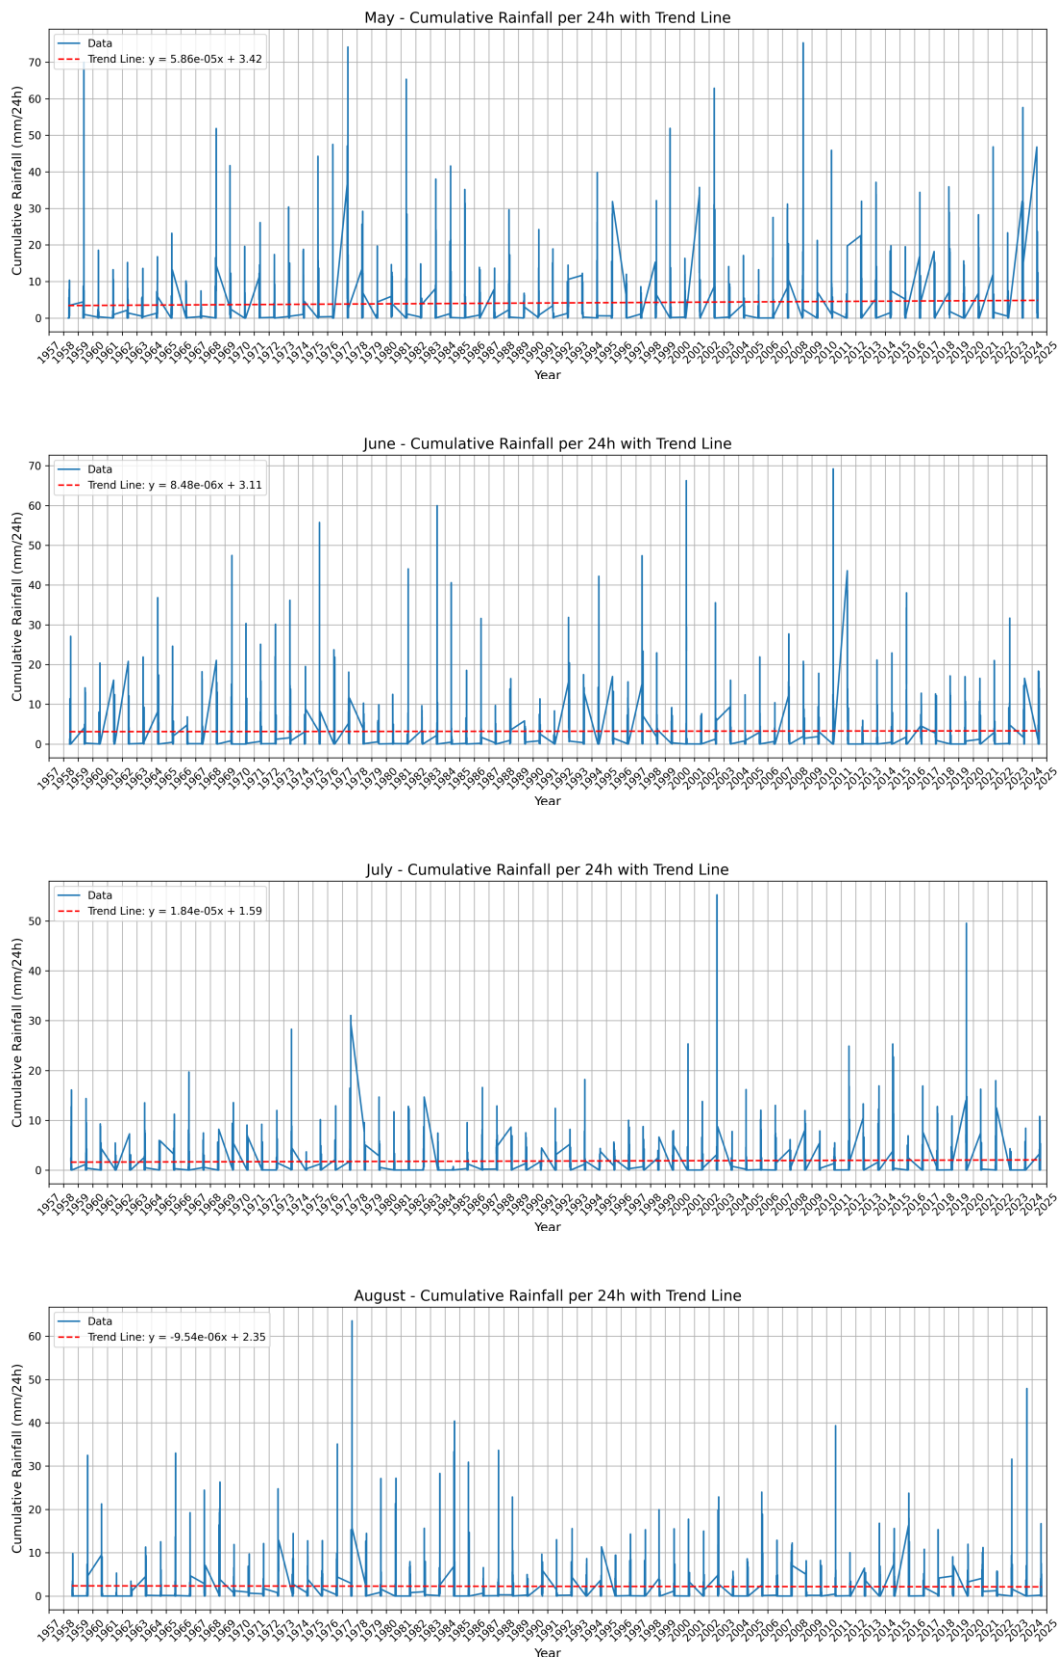 May - Cumulative Rainfall per 24h with Trend Line
Data
Trend Line: y = 5.86e-05x + 3.42
Cumulative Rainfall (mm/24h)
70
60
50
40
30
20
10
0
1957 1958 1959 1960 1961 1962 1963 1964 1965 1966 1967 1968 1969 1970 1971 1972 1973 1974 1975 1976 1977 1978 1979 1980 1981 1982 1983 1984 1985 1986 1987 1988 1989 1990 1991 1992 1993 1994 1995 1996 1997 1998 1999 2000 2001 2002 2003 2004 2005 2006 2007 2008 2009 2010 2011 2012 2013 2014 2015 2016 2017 2018 2019 2020 2021 2022 2023 2024 2025
Year
June - Cumulative Rainfall per 24h with Trend Line
Data
Trend Line: y = 8.48e-06x + 3.11
Cumulative Rainfall (mm/24h)
70
60
50
40
30
20
10
0
1957 1958 1959 1960 1961 1962 1963 1964 1965 1966 1967 1968 1969 1970 1971 1972 1973 1974 1975 1976 1977 1978 1979 1980 1981 1982 1983 1984 1985 1986 1987 1988 1989 1990 1991 1992 1993 1994 1995 1996 1997 1998 1999 2000 2001 2002 2003 2004 2005 2006 2007 2008 2009 2010 2011 2012 2013 2014 2015 2016 2017 2018 2019 2020 2021 2022 2023 2024 2025
Year
July - Cumulative Rainfall per 24h with Trend Line
Data
Trend Line: y = 1.84e-05x + 1.59
Cumulative Rainfall (mm/24h)
50
40
30
20
10
0
1957 1958 1959 1960 1961 1962 1963 1964 1965 1966 1967 1968 1969 1970 1971 1972 1973 1974 1975 1976 1977 1978 1979 1980 1981 1982 1983 1984 1985 1986 1987 1988 1989 1990 1991 1992 1993 1994 1995 1996 1997 1998 1999 2000 2001 2002 2003 2004 2005 2006 2007 2008 2009 2010 2011 2012 2013 2014 2015 2016 2017 2018 2019 2020 2021 2022 2023 2024 2025
Year
August - Cumulative Rainfall per 24h with Trend Line
Data
Trend Line: y = -9.54e-06x + 2.35
Cumulative Rainfall (mm/24h)
60
50
40
30
20
10
0
1957 1958 1959 1960 1961 1962 1963 1964 1965 1966 1967 1968 1969 1970 1971 1972 1973 1974 1975 1976 1977 1978 1979 1980 1981 1982 1983 1984 1985 1986 1987 1988 1989 1990 1991 1992 1993 1994 1995 1996 1997 1998 1999 2000 2001 2002 2003 2004 2005 2006 2007 2008 2009 2010 2011 2012 2013 2014 2015 2016 2017 2018 2019 2020 2021 2022 2023 2024 2025
Year